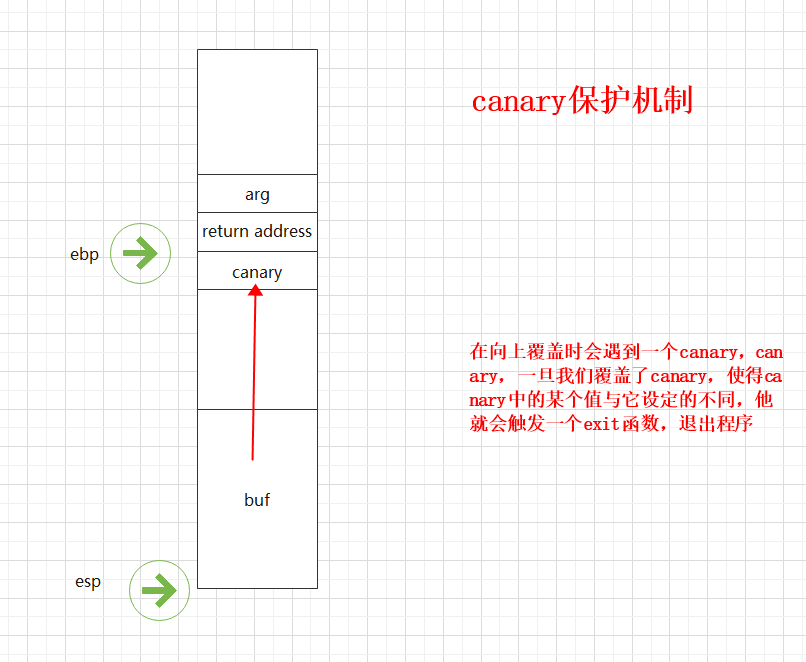 canary保护机制
arg
return address
ebp
canary
在向上覆盖时会遇到一个canary，can
ary，一旦我们覆盖了canary，使得ca
nary中的某个值与它设定的不同，他
就会触发一个exit函数，退出程序
buf
esp